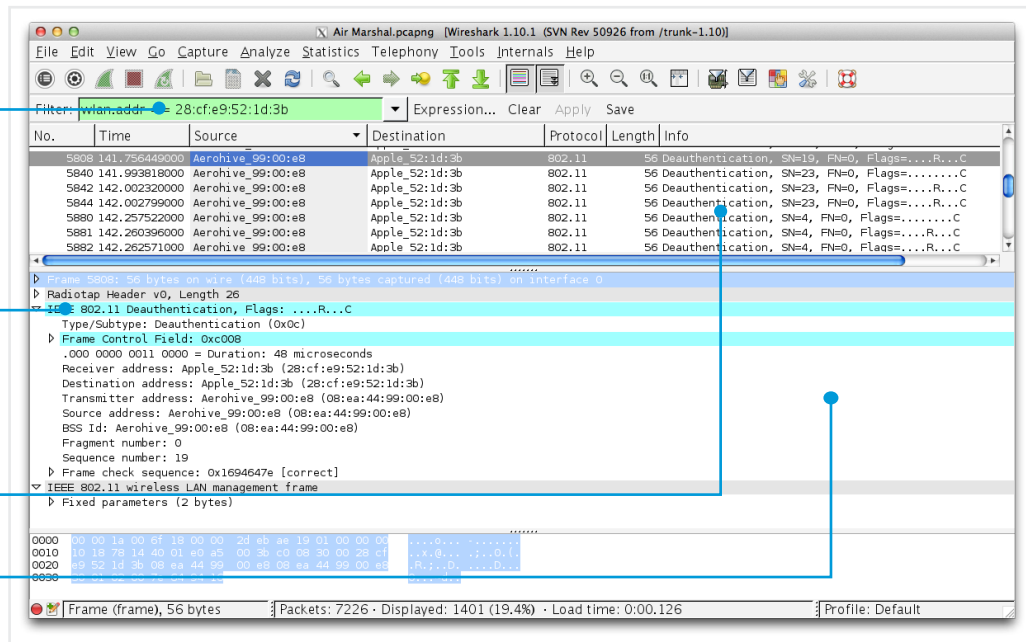 Air Marshal.pcapng [Wireshark 1.10.1 (SVN Rev 50926 from /trunk-1.10)]
File Edit View Go Capture Analyze Statistics Telephony Tools Internals Help
Filter: wlan.addr == 28:cf:e9:52:1d:3b Expression... Clear Apply Save
No. Time Source Destination Protocol Length Info
5808 141.756449000 Aerohive_99:00:e8 Apple_52:1d:3b 802.11 56 Deauthentication, SN=19, FN=0, Flags=....R...C
5840 141.993818000 Aerohive_99:00:e8 Apple_52:1d:3b 802.11 56 Deauthentication, SN=23, FN=0, Flags=........C
5842 142.002320000 Aerohive_99:00:e8 Apple_52:1d:3b 802.11 56 Deauthentication, SN=23, FN=0, Flags=....R...C
5844 142.002799000 Aerohive_99:00:e8 Apple_52:1d:3b 802.11 56 Deauthentication, SN=23, FN=0, Flags=....R...C
5880 142.257522000 Aerohive_99:00:e8 Apple_52:1d:3b 802.11 56 Deauthentication, SN=4, FN=0, Flags=........C
5881 142.260396000 Aerohive_99:00:e8 Apple_52:1d:3b 802.11 56 Deauthentication, SN=4, FN=0, Flags=....R...C
5882 142.262571000 Aerohive_99:00:e8 Apple_52:1d:3b 802.11 56 Deauthentication, SN=4, FN=0, Flags=....R...C
Frame 5808: 56 bytes on wire (448 bits), 56 bytes captured (448 bits) on interface 0
Radiotap Header v0, Length 26
IEEE 802.11 Deauthentication, Flags: ....R...C
Type/Subtype: Deauthentication (0x0c)
Frame Control Field: 0xc008
.000 0000 0011 0000 = Duration: 48 microseconds
Receiver address: Apple_52:1d:3b (28:cf:e9:52:1d:3b)
Destination address: Apple_52:1d:3b (28:cf:e9:52:1d:3b)
Transmitter address: Aerohive_99:00:e8 (08:ea:44:99:00:e8)
Source address: Aerohive_99:00:e8 (08:ea:44:99:00:e8)
BSS Id: Aerohive_99:00:e8 (08:ea:44:99:00:e8)
Fragment number: 0
Sequence number: 19
Frame check sequence: 0x1694647e [correct]
IEEE 802.11 wireless LAN management frame
Fixed parameters (2 bytes)
0000 00 00 1a 00 6f 18 00 00 2d eb ae 19 01 00 00 00 ....o... -.......
0010 10 18 78 14 40 01 e0 a5 00 3b c0 08 30 00 28 cf ..x.@... .;..0.(.
0020 e9 52 1d 3b 08 ea 44 99 00 e8 08 ea 44 99 00 e8 .R.;..D. ....D...
0030
Frame (frame), 56 bytes Packets: 7226 · Displayed: 1401 (19.4%) · Load time: 0:00.126 Profile: Default